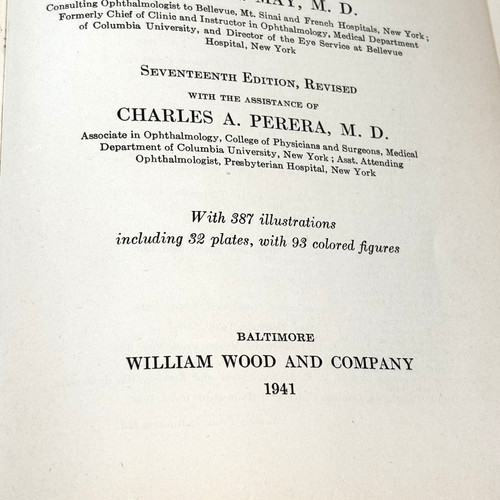 MAY, M. D.
Consulting Ophthalmologist to Bellevue, Mt. Sinai and French Hospitals, New York;
Formerly Chief of Clinic and Instructor in Ophthalmology, Medical Department
of Columbia University, and Director of the Eye Service at Bellevue
Hospital, New York
SEVENTEENTH EDITION, REVISED
WITH THE ASSISTANCE OF
CHARLES A. PERERA, M. D.
Associate in Ophthalmology, College of Physicians and Surgeons, Medical
Department of Columbia University, New York; Asst. Attending
Ophthalmologist, Presbyterian Hospital, New York
With 387 illustrations
including 32 plates, with 93 colored figures
BALTIMORE
WILLIAM WOOD AND COMPANY
1941